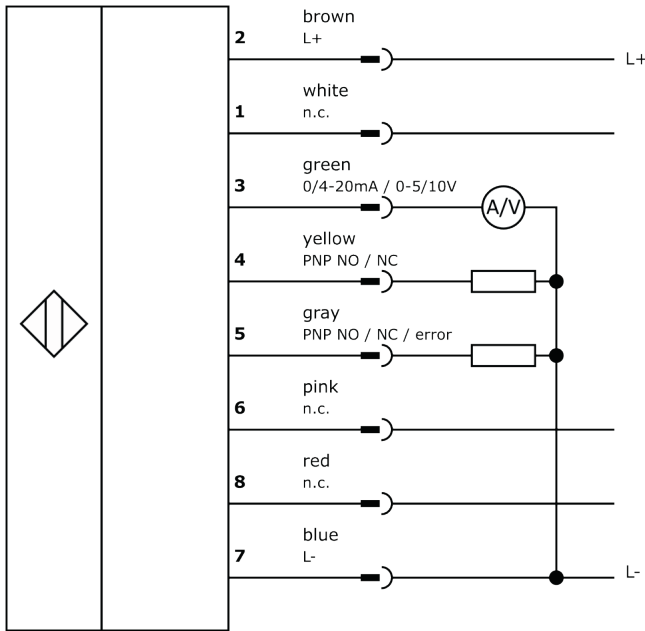 brown
2 L+
L+
white
1 n.c.
green
3 0/4-20mA / 0-5/10V
A/V
yellow
4 PNP NO / NC
gray
5 PNP NO / NC / error
pink
6 n.c.
red
8 n.c.
blue
7 L-
L-